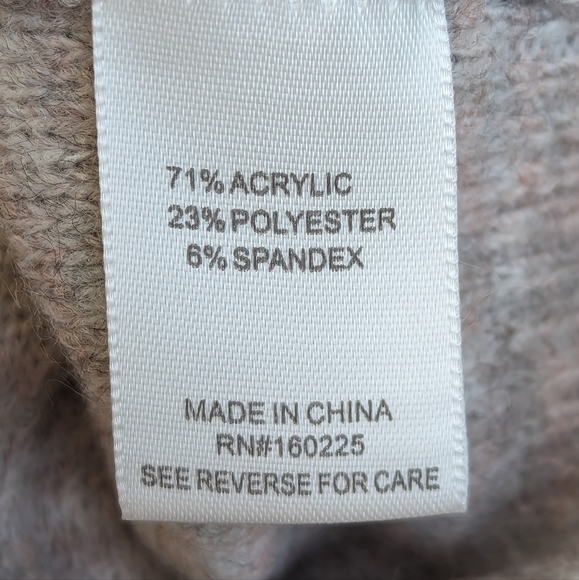 71% ACRYLIC
23% POLYESTER
6% SPANDEX
MADE IN CHINA
RN#160225
SEE REVERSE FOR CARE